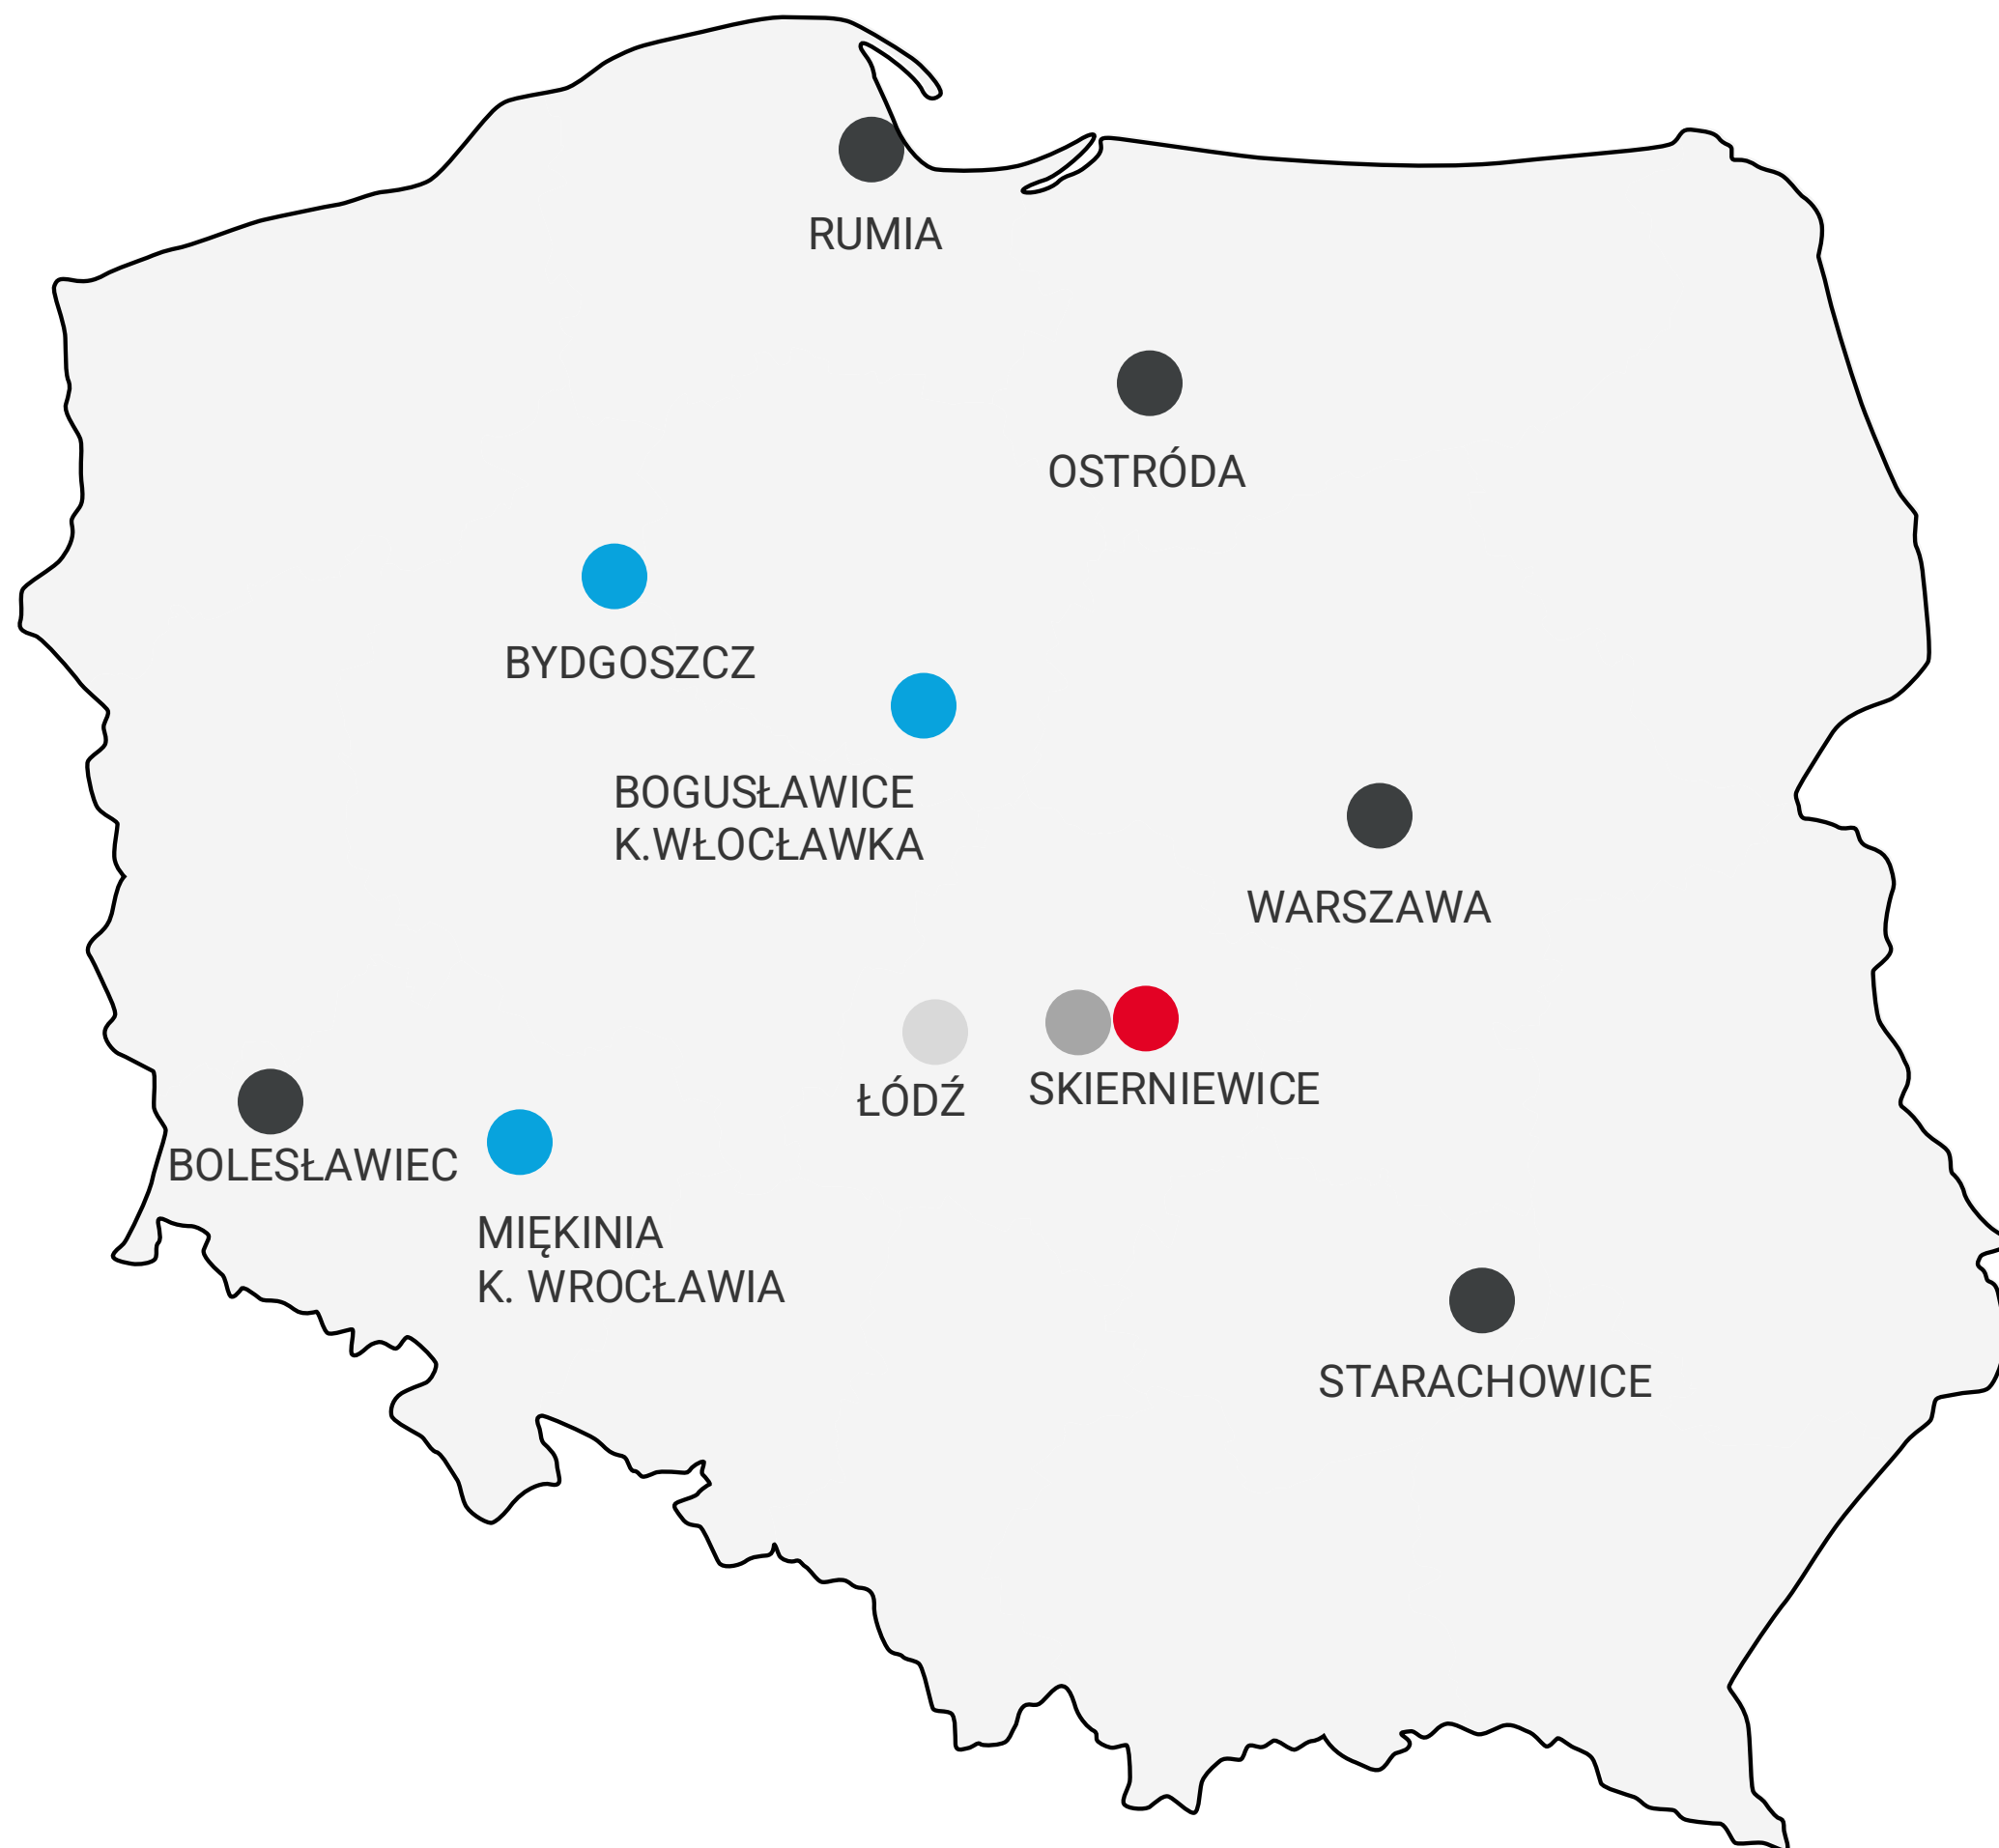 RUMIA
OSTRÓDA
BYDGOSZCZ
BOGUSŁAWICE
K.WŁOCŁAWKA
WARSZAWA
ŁÓDŹ
SKIERNIEWICE
BOLESŁAWIEC
MIĘKINIA
K. WROCŁAWIA
STARACHOWICE